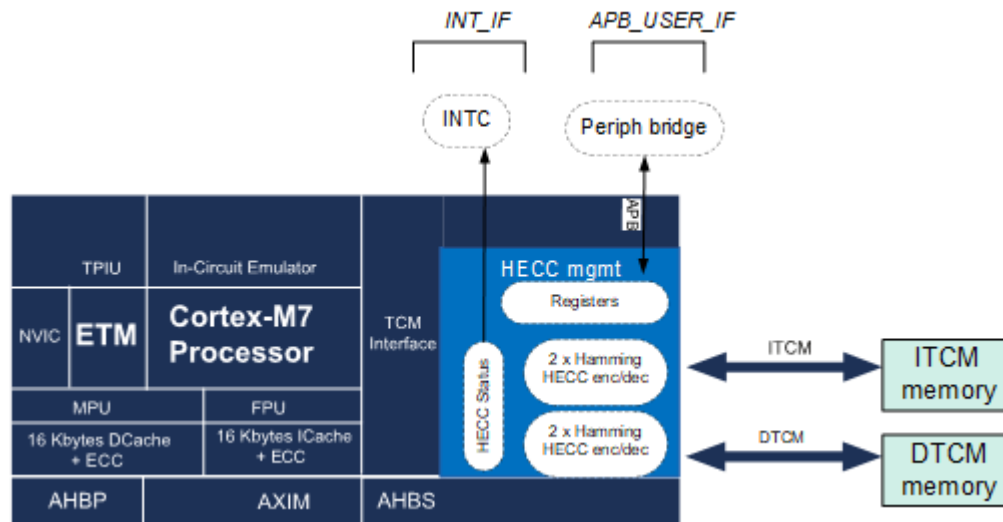 INT_IF
APB_USER_IF
INTC
Periph bridge
APB
TPIU
In-Circuit Emulator
HECC mgmt
Registers
NVIC
ETM
Cortex-M7
Processor
TCM
Interface
HECC Status
2 x Hamming
HECC enc/dec
ITCM
ITCM
memory
MPU
FPU
16 Kbytes DCache
+ ECC
16 Kbytes ICache
+ ECC
2 x Hamming
HECC enc/dec
DTCM
DTCM
memory
AHBP
AXIM
AHBS